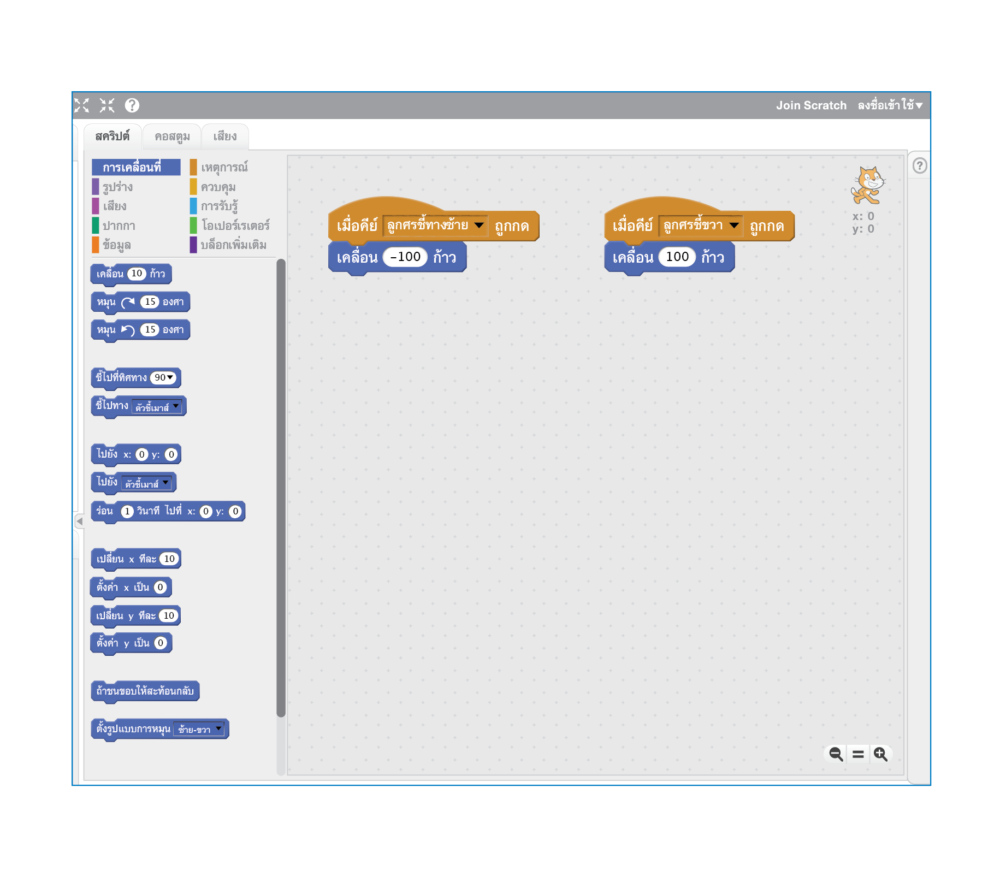 Join Scratch ลงชื่อเข้าใช้
สคริปต์ คอสตูม เสียง
การเคลื่อนที่ เหตุการณ์
รูปร่าง ควบคุม
เสียง การรับรู้
ปากกา โอเปอร์เรเตอร์
ข้อมูล บล็อกเพิ่มเติม
เคลื่อน 10 ก้าว
หมุน 15 องศา
หมุน 15 องศา
ชี้ไปที่ทิศทาง 90
ชี้ไปทาง ตัวชี้เมาส์
ไปยัง x: 0 y: 0
ไปยัง ตัวชี้เมาส์
ร่อน 1 วินาที ไปที่ x: 0 y: 0
เปลี่ยน x ทีละ 10
ตั้งค่า x เป็น 0
เปลี่ยน y ทีละ 10
ตั้งค่า y เป็น 0
ถ้าชนขอบให้สะท้อนกลับ
ตั้งรูปแบบการหมุน ซ้าย-ขวา
เมื่อคีย์ ลูกศรชี้ทางซ้าย ถูกกด
เคลื่อน -100 ก้าว
เมื่อคีย์ ลูกศรชี้ขวา ถูกกด
เคลื่อน 100 ก้าว
x: 0
y: 0